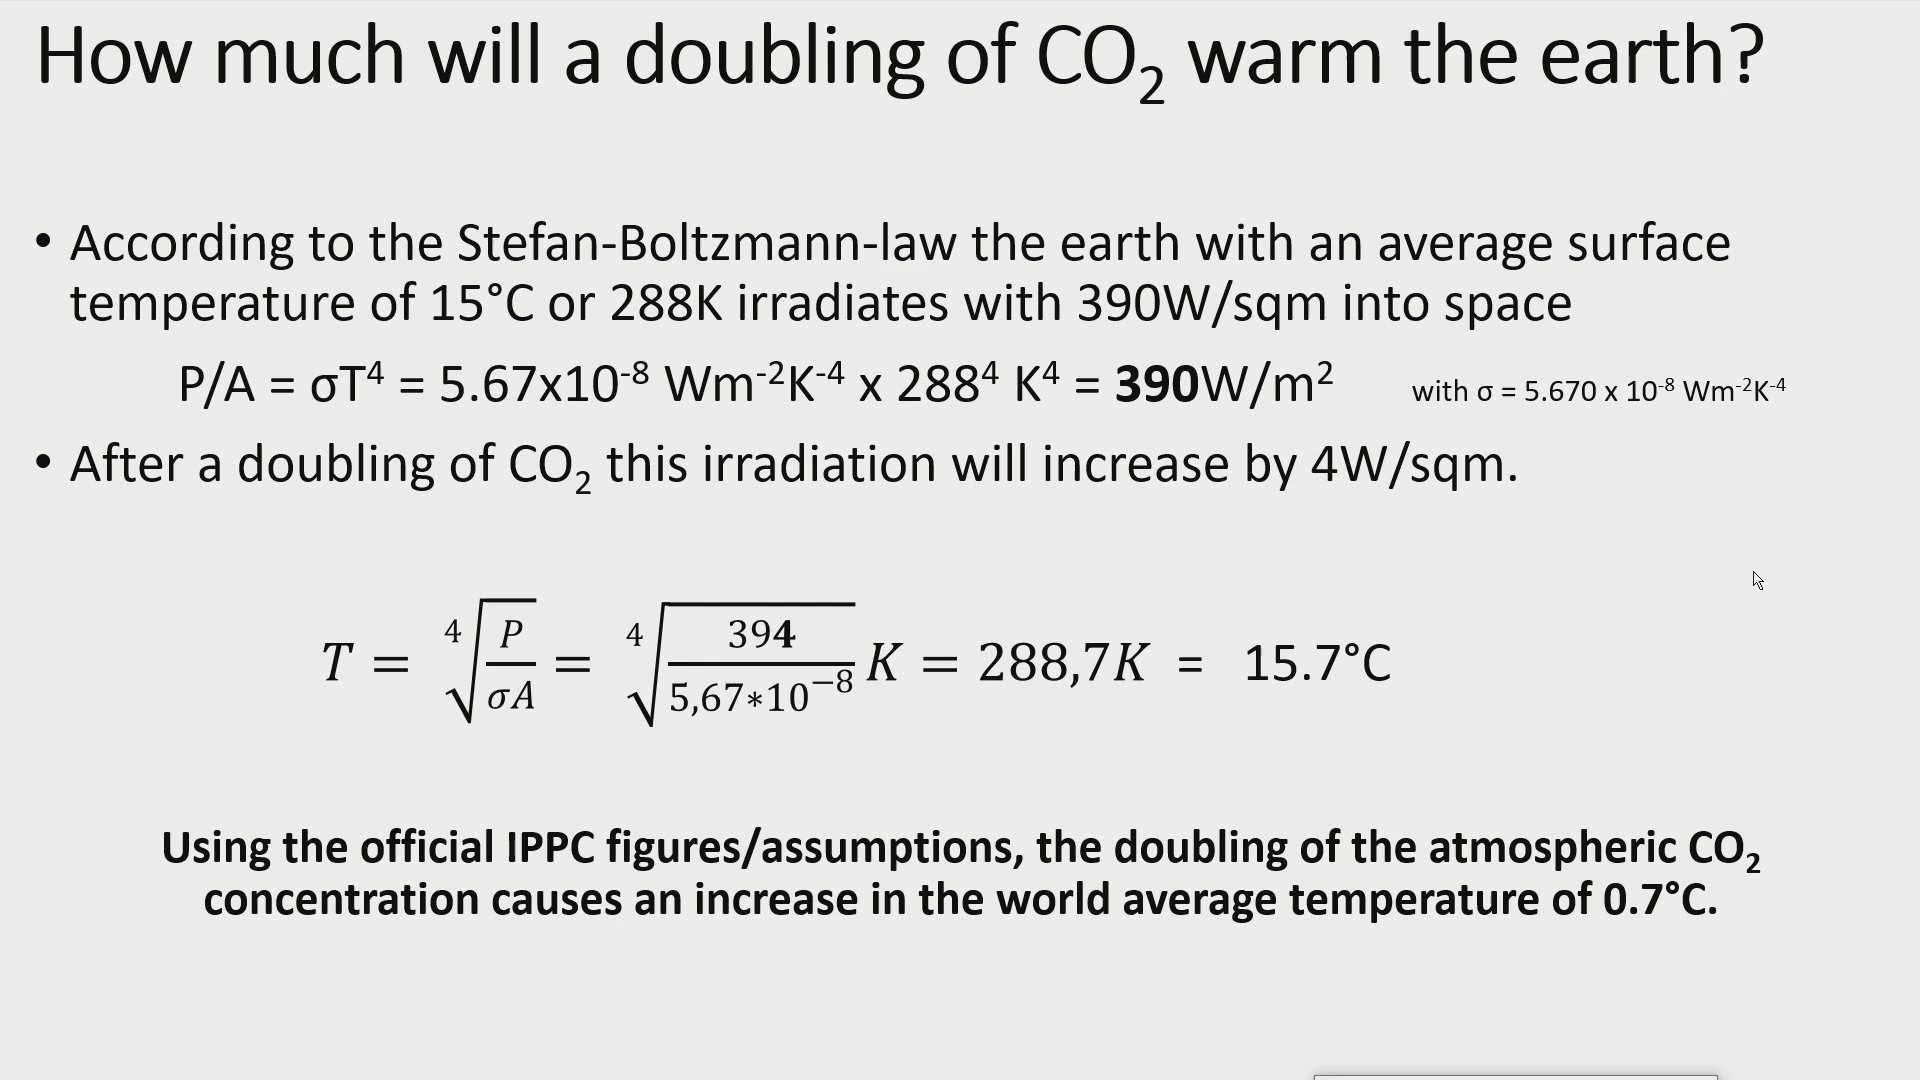 How much will a doubling of CO₂ warm the earth?
• According to the Stefan-Boltzmann-law the earth with an average surface
temperature of 15°C or 288K irradiates with 390W/sqm into space
P/A = σT⁴ = 5.67x10⁻⁸ Wm⁻²K⁻⁴ x 288⁴ K⁴ = 390W/m² with σ = 5.670 x 10⁻⁸ Wm⁻²K⁻⁴
• After a doubling of CO₂ this irradiation will increase by 4W/sqm.
T = ⁴√(P/σA) = ⁴√(394/5,67*10⁻⁸) K = 288,7K = 15.7°C
Using the official IPPC figures/assumptions, the doubling of the atmospheric CO₂
concentration causes an increase in the world average temperature of 0.7°C.